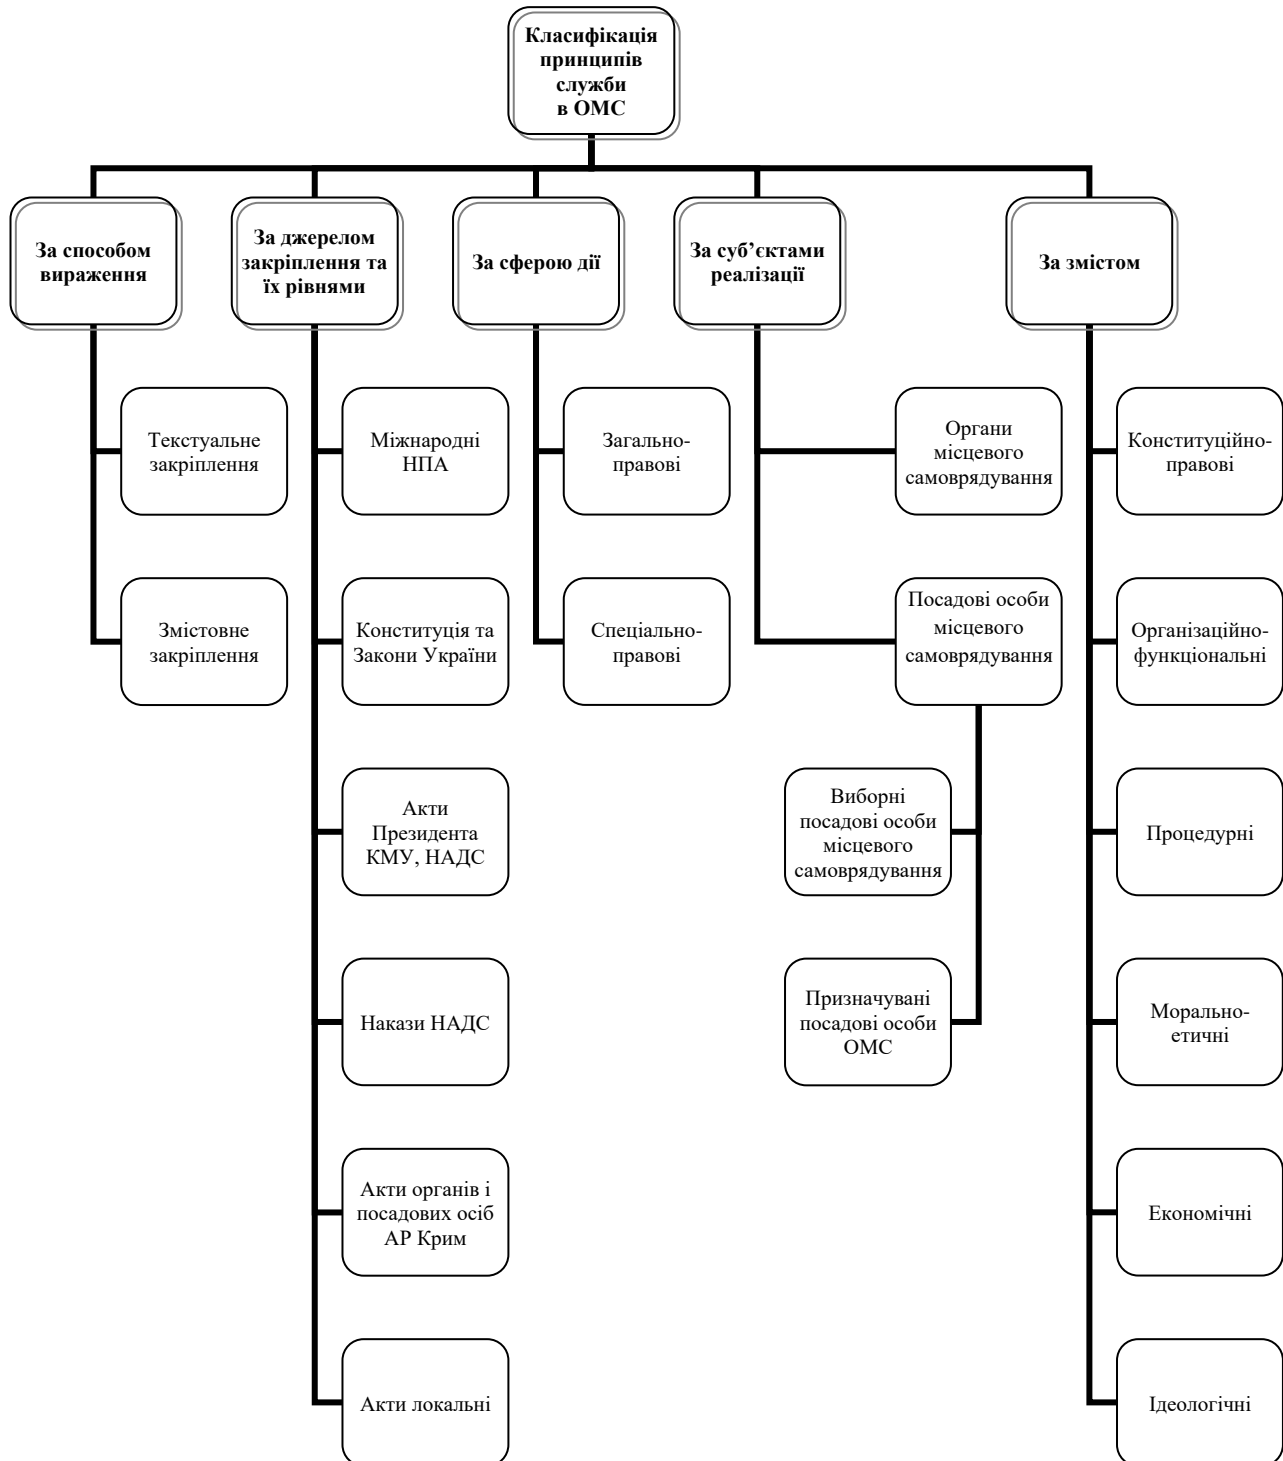 Класифікація
принципів
служби
в ОМС
За способом
вираження
За джерелом
закріплення та
їх рівнями
За сферою дії
За суб’єктами
реалізації
За змістом
Текстуальне
закріплення
Міжнародні
НПА
Загально-
правові
Органи
місцевого
самоврядування
Конституційно-
правові
Змістовне
закріплення
Конституція та
Закони України
Спеціально-
правові
Посадові особи
місцевого
самоврядування
Організаційно-
функціональні
Акти
Президента
КМУ, НАДС
Виборні
посадові особи
місцевого
самоврядування
Процедурні
Накази НАДС
Призначувані
посадові особи
ОМС
Морально-
етичні
Акти органів і
посадових осіб
АР Крим
Економічні
Акти локальні
Ідеологічні